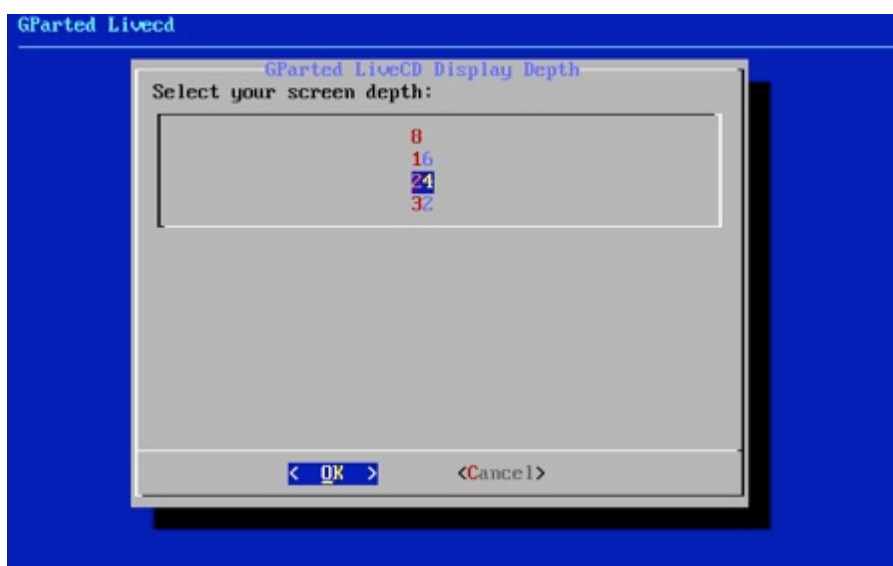 GParted Livecd
GParted LiveCD Display Depth
Select your screen depth:
8
16
24
32
< OK > <Cancel>